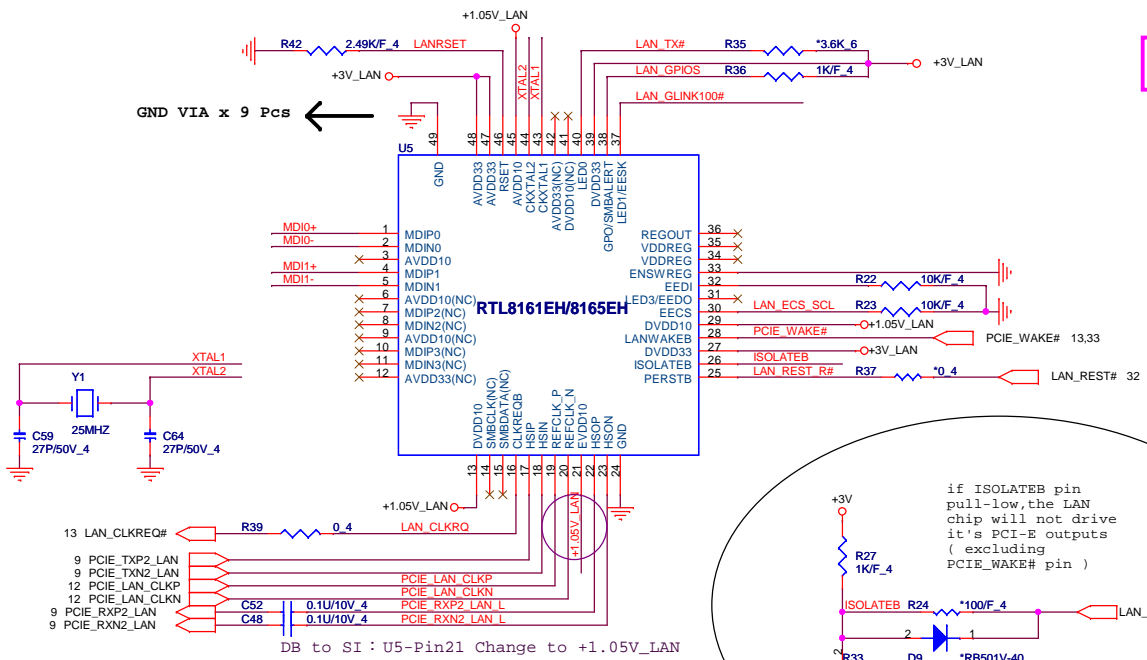 +1.05V_LAN
R42 2.49K/F_4 LANRSET
+3V_LAN
XTAL2
XTAL1
LAN_TX# R35 *3.6K_6
LAN_GPIOS R36 1K/F_4
+3V_LAN
LAN_GLINK100#
GND VIA x 9 Pcs
49 48 47 46 45 44 43 42 41 40 39 38 37
U5
GND
AVDD33
AVDD33
RSET
AVDD10
CKXTAL2
CKXTAL1
AVDD33(NC)
DVDD10(NC)
LED0
DVDD33
GPO/SMBALERT
LED1/EESK
MDI0+ 1 MDIP0
MDI0- 2 MDIN0
3 AVDD10
MDI1+ 4 MDIP1
MDI1- 5 MDIN1
6 AVDD10(NC)
7 MDIP2(NC)
8 MDIN2(NC)
9 AVDD10(NC)
10 MDIP3(NC)
11 MDIN3(NC)
12 AVDD33(NC)
RTL8161EH/8165EH
REGOUT 36
VDDREG 35
VDDREG 34
ENSWREG 33
EEDI 32 R22 10K/F_4
LED3/EEDO 31
EECS 30 LAN_ECS_SCL R23 10K/F_4
DVDD10 29 +1.05V_LAN
LANWAKEB 28 PCIE_WAKE# PCIE_WAKE# 13,33
DVDD33 27 +3V_LAN
ISOLATEB 26 ISOLATEB
PERSTB 25 LAN_REST_R# R37 *0_4 LAN_REST# 32
XTAL1
XTAL2
Y1
25MHZ
C59
27P/50V_4
C64
27P/50V_4
DVDD10
SMBCLK(NC)
SMBDATA(NC)
CLKREQB
HSIP
HSIN
REFCLK_P
REFCLK_N
EVDD10
HSOP
HSON
GND
13 14 15 16 17 18 19 20 21 22 23 24
+1.05V_LAN
+1.05V_LAN
13 LAN_CLKREQ# R39 0_4 LAN_CLKRQ
9 PCIE_TXP2_LAN
9 PCIE_TXN2_LAN
12 PCIE_LAN_CLKP PCIE_LAN_CLKP
12 PCIE_LAN_CLKN PCIE_LAN_CLKN
9 PCIE_RXP2_LAN C52 0.1U/10V_4 PCIE_RXP2_LAN_L
9 PCIE_RXN2_LAN C48 0.1U/10V_4 PCIE_RXN2_LAN_L
DB to SI : U5-Pin21 Change to +1.05V_LAN
+3V
R27
1K/F_4
if ISOLATEB pin
pull-low,the LAN
chip will not drive
it's PCI-E outputs
( excluding
PCIE_WAKE# pin )
ISOLATEB R24 *100/F_4 LAN_
2 1
2
R33 D9 *RB501V-40